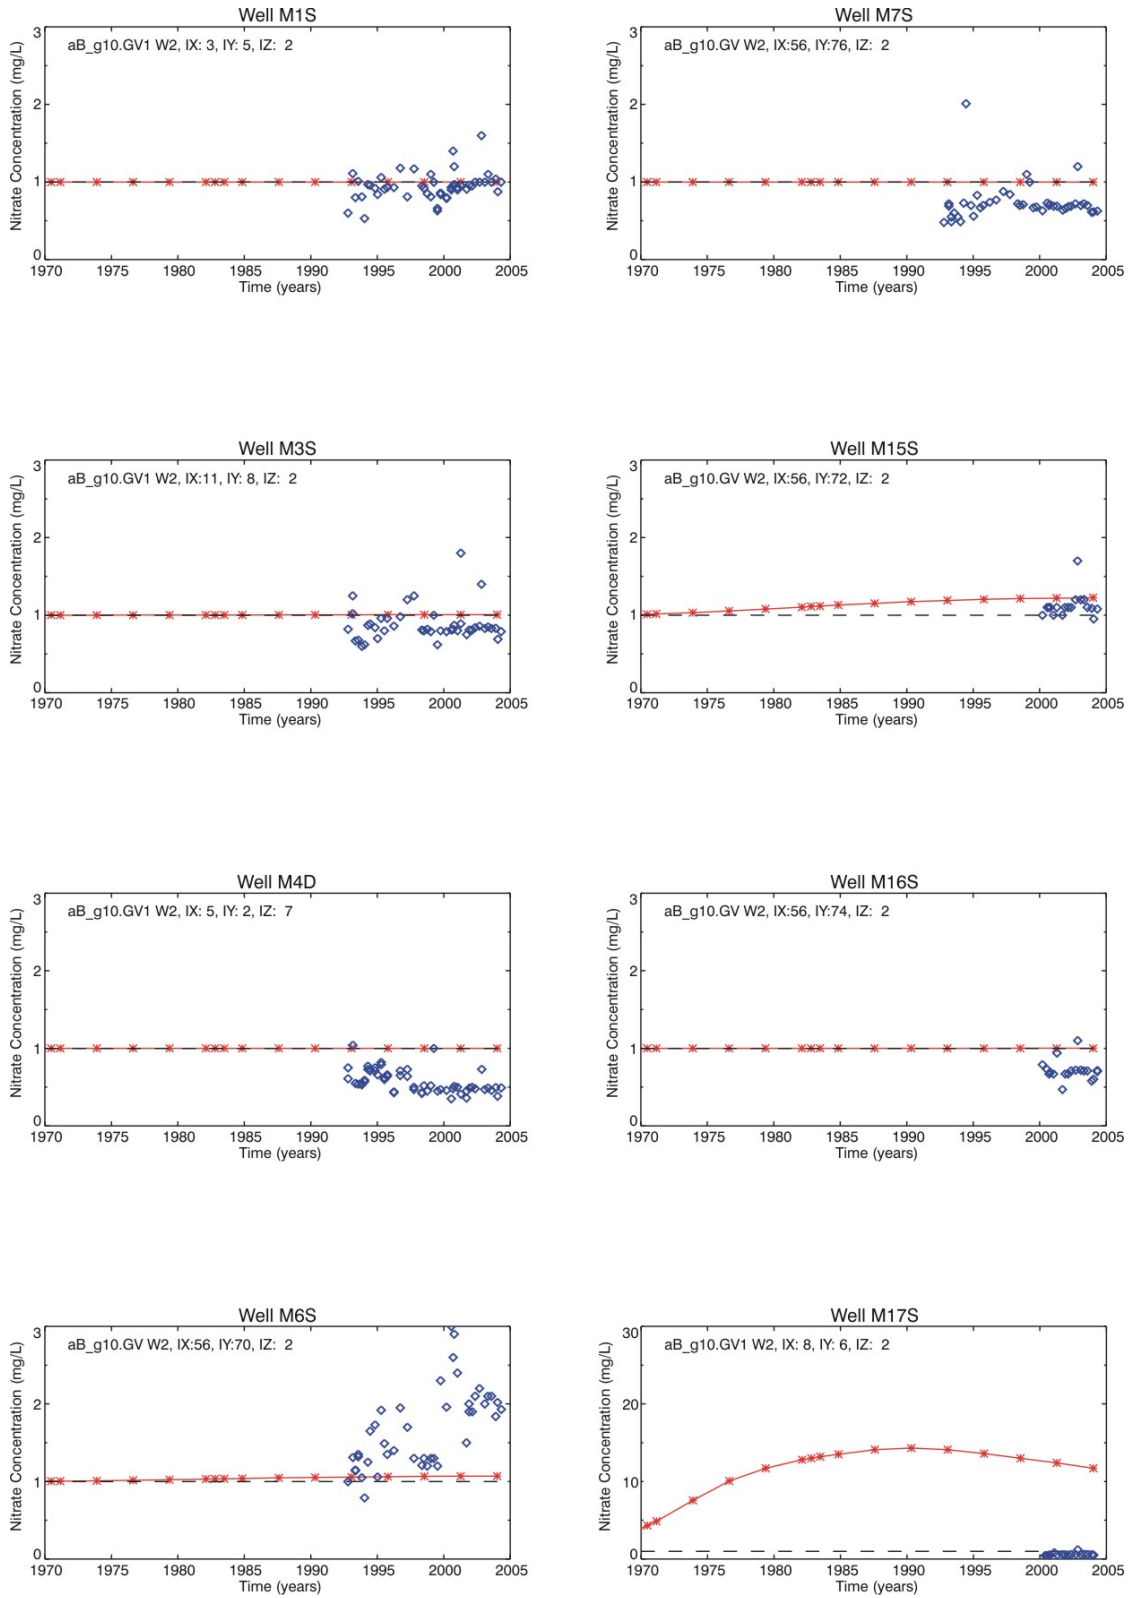 Well M1S
aB_g10.GV1 W2, IX: 3, IY: 5, IZ:  2
Nitrate Concentration (mg/L)
3
2
1
0
1970 1975 1980 1985 1990 1995 2000 2005
Time (years)
Well M7S
aB_g10.GV W2, IX:56, IY:76, IZ:  2
Nitrate Concentration (mg/L)
3
2
1
0
1970 1975 1980 1985 1990 1995 2000 2005
Time (years)
Well M3S
aB_g10.GV1 W2, IX:11, IY: 8, IZ:  2
Nitrate Concentration (mg/L)
3
2
1
0
1970 1975 1980 1985 1990 1995 2000 2005
Time (years)
Well M15S
aB_g10.GV W2, IX:56, IY:72, IZ:  2
Nitrate Concentration (mg/L)
3
2
1
0
1970 1975 1980 1985 1990 1995 2000 2005
Time (years)
Well M4D
aB_g10.GV1 W2, IX: 5, IY: 2, IZ:  7
Nitrate Concentration (mg/L)
3
2
1
0
1970 1975 1980 1985 1990 1995 2000 2005
Time (years)
Well M16S
aB_g10.GV W2, IX:56, IY:74, IZ:  2
Nitrate Concentration (mg/L)
3
2
1
0
1970 1975 1980 1985 1990 1995 2000 2005
Time (years)
Well M6S
aB_g10.GV W2, IX:56, IY:70, IZ:  2
Nitrate Concentration (mg/L)
3
2
1
0
1970 1975 1980 1985 1990 1995 2000 2005
Time (years)
Well M17S
aB_g10.GV1 W2, IX: 8, IY: 6, IZ:  2
Nitrate Concentration (mg/L)
30
20
10
0
1970 1975 1980 1985 1990 1995 2000 2005
Time (years)